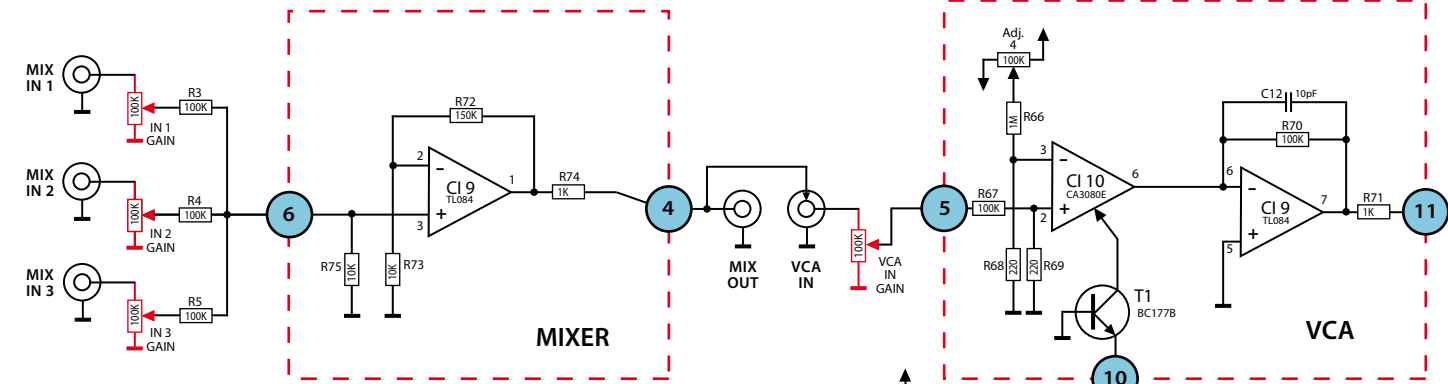 MIX
IN 1
100K
IN 1
GAIN
R3
100K
MIX
IN 2
100K
IN 2
GAIN
R4
100K
MIX
IN 3
100K
IN 3
GAIN
R5
100K
6
R75
10K
R73
10K
R72
150K
2
-
CI 9
TL084
+
3
1
R74
1K
MIXER
4
MIX
OUT
VCA
IN
100K
VCA
IN
GAIN
5
R67
100K
Adj.
4
100K
R66
1M
R68
220
R69
220
3
-
CI 10
CA3080E
+
2
6
T1
BC177B
10
C12
10pF
R70
100K
6
-
CI 9
TL084
+
5
7
R71
1K
11
VCA